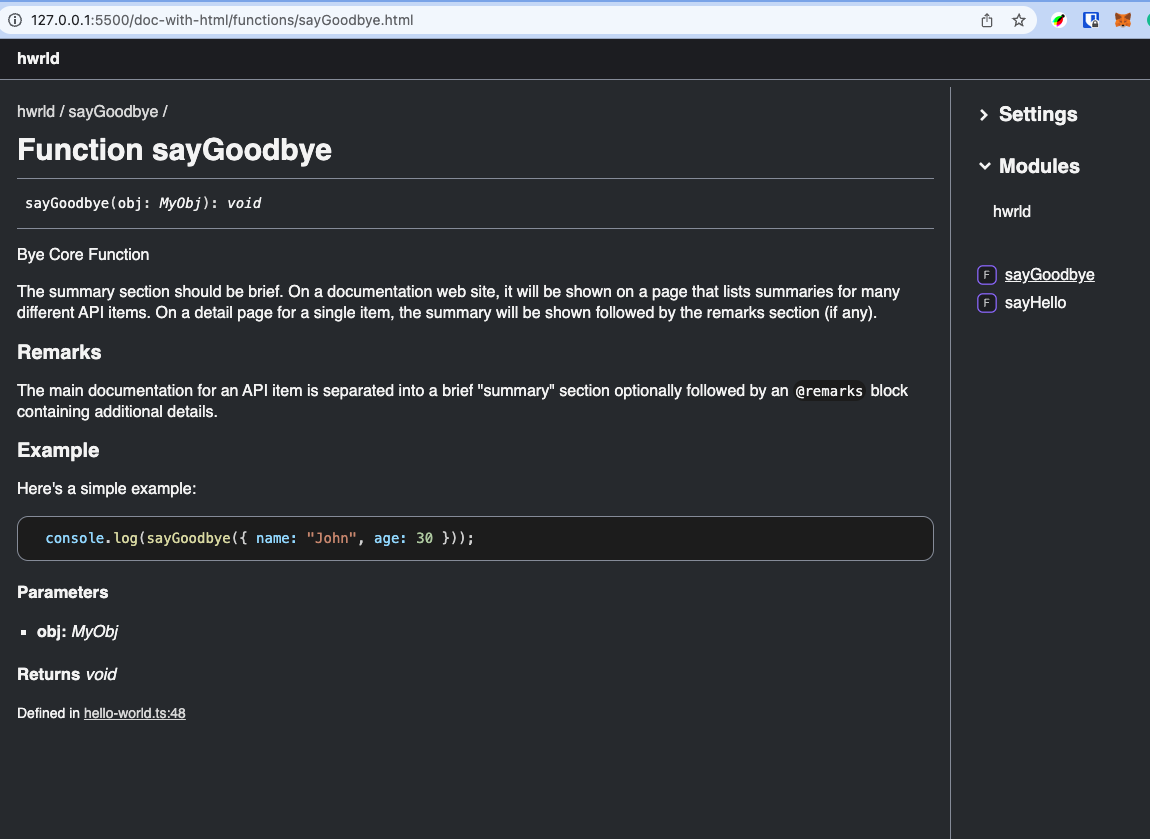 127.0.0.1:5500/doc-with-html/functions/sayGoodbye.html
hwrld
hwrld / sayGoodbye /
Function sayGoodbye
sayGoodbye(obj: MyObj): void
Bye Core Function
The summary section should be brief. On a documentation web site, it will be shown on a page that lists summaries for many
different API items. On a detail page for a single item, the summary will be shown followed by the remarks section (if any).
Remarks
The main documentation for an API item is separated into a brief "summary" section optionally followed by an @remarks block
containing additional details.
Example
Here's a simple example:
console.log(sayGoodbye({ name: "John", age: 30 }));
Parameters
obj: MyObj
Returns void
Defined in hello-world.ts:48
Settings
Modules
hwrld
F sayGoodbye
F sayHello